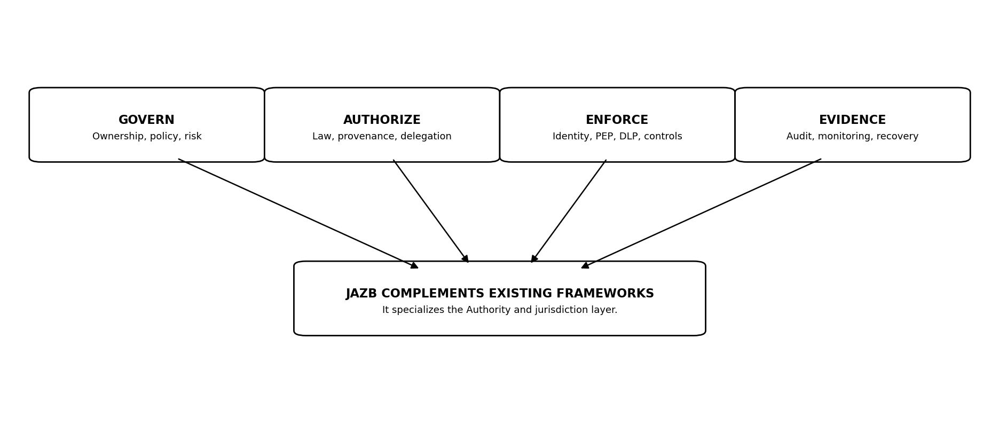 GOVERN
Ownership, policy, risk
AUTHORIZE
Law, provenance, delegation
ENFORCE
Identity, PEP, DLP, controls
EVIDENCE
Audit, monitoring, recovery
JAZB COMPLEMENTS EXISTING FRAMEWORKS
It specializes the Authority and jurisdiction layer.